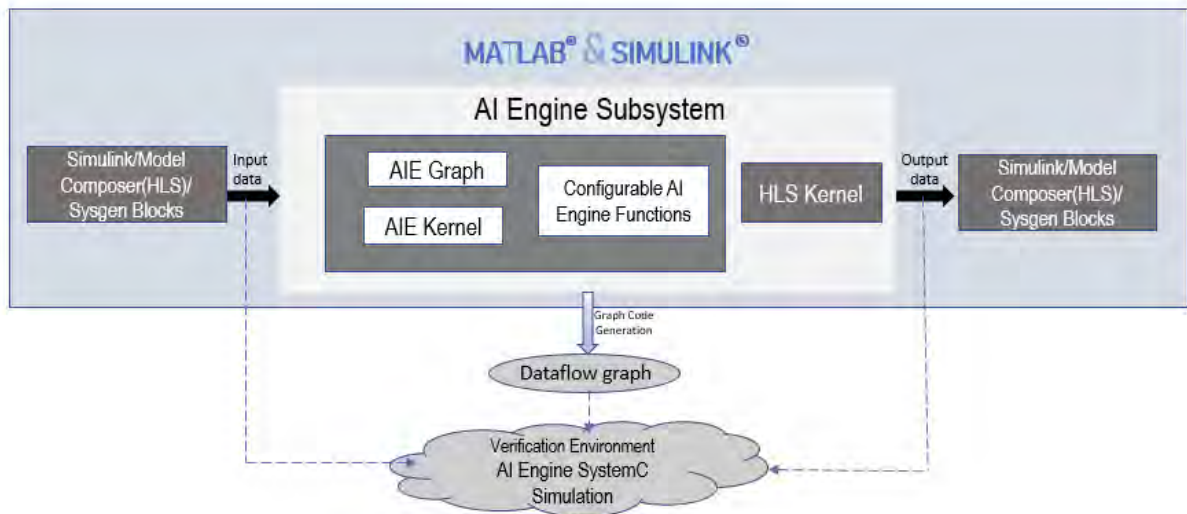 MATLAB® & SIMULINK®
AI Engine Subsystem
Simulink/Model
Composer(HLS)/
Sysgen Blocks
Input
data
AIE Graph
AIE Kernel
Configurable AI
Engine Functions
HLS Kernel
Output
data
Simulink/Model
Composer(HLS)/
Sysgen Blocks
Graph Code
Generation
Dataflow graph
Verification Environment
AI Engine SystemC
Simulation